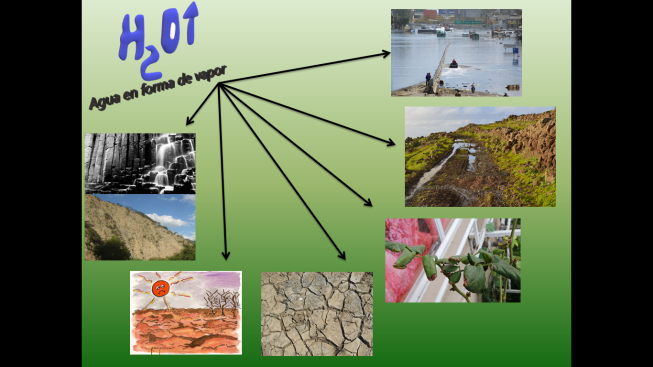 H2O↑
Agua en forma de vapor